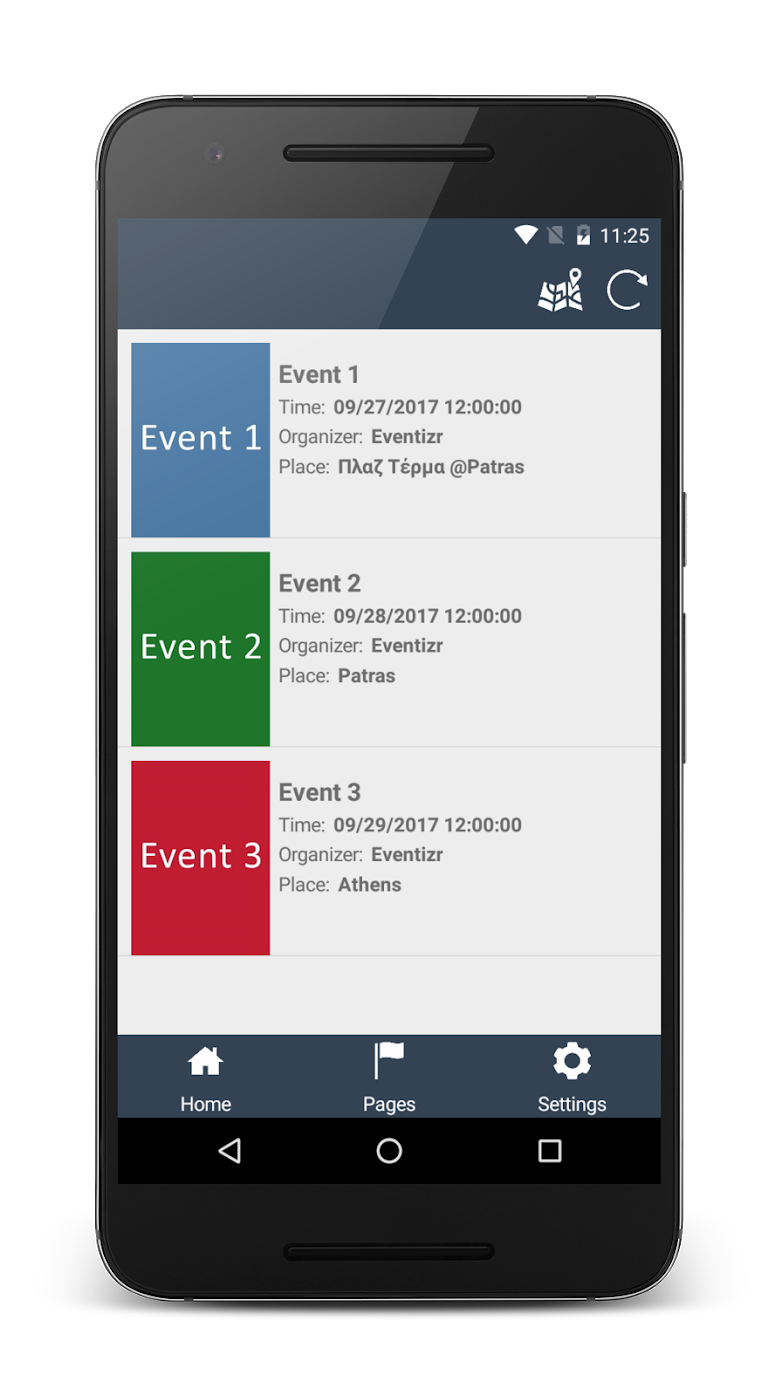 11:25
Event 1
Event 1
Time: 09/27/2017 12:00:00
Organizer: Eventizr
Place: Πλαζ Τέρμα @Patras
Event 2
Event 2
Time: 09/28/2017 12:00:00
Organizer: Eventizr
Place: Patras
Event 3
Event 3
Time: 09/29/2017 12:00:00
Organizer: Eventizr
Place: Athens
Home Pages Settings